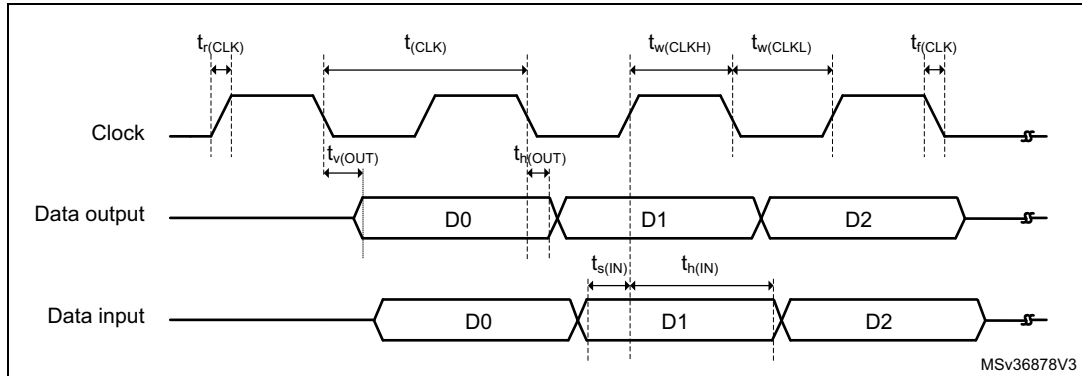 tr(CLK) t(CLK) tw(CLKH) tw(CLKL) tf(CLK)
Clock
tv(OUT) th(OUT)
Data output D0 D1 D2
ts(IN) th(IN)
Data input D0 D1 D2
MSv36878V3